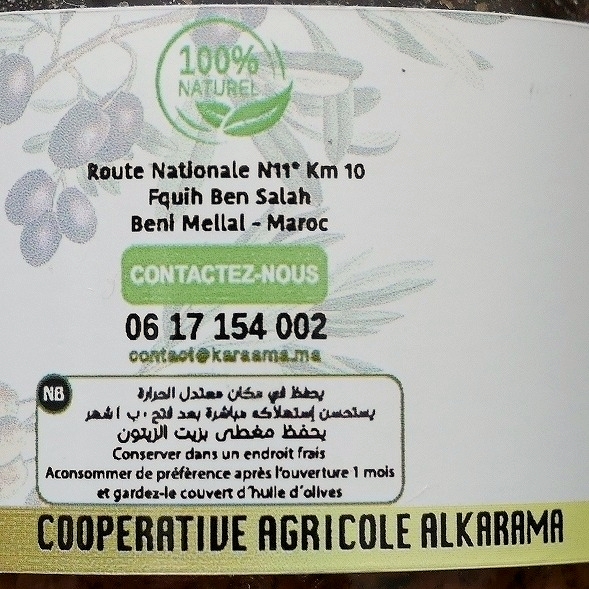 100%
NATUREL
Route Nationale N11° Km 10
Fquih Ben Salah
Beni Mellal - Maroc
CONTACTEZ-NOUS
06 17 154 002
contact@karaama.ma
NB
يحفظ في مكان معتدل الحرارة
يستحسن إستهلاكه مباشرة بعد فتح ب 1 شهر
يحفظ مغطى بزيت الزيتون
Conserver dans un endroit frais
Aconsommer de préférence après l'ouverture 1 mois
et gardez-le couvert d'huile d'olives
COOPERATIVE AGRICOLE ALKARAMA